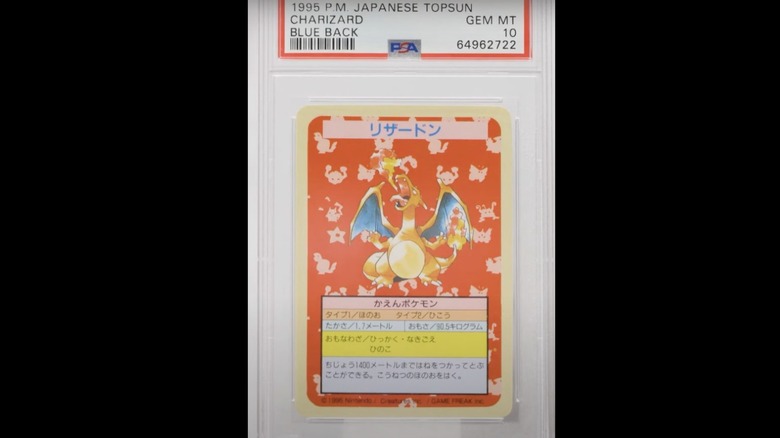 1995 P.M. JAPANESE TOPSUN
CHARIZARD GEM MT
BLUE BACK 10
PSA 64962722
リザードン
かえんポケモン
タイプ1/ほのお タイプ2/ひこう
たかさ/1.7メートル おもさ/90.5キログラム
おもなわざ/ひっかく・なきごえ
ひのこ
ちじょう1400メートルまではねをつかってとぶ
ことができる。こうねつのほのおをはく。
© 1995 Nintendo / Creatures inc. / GAME FREAK inc.